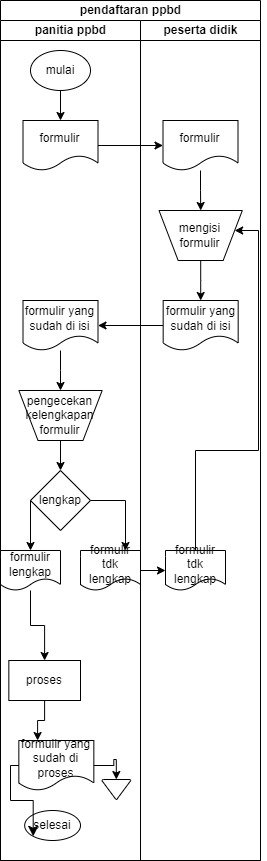 pendaftaran ppbd
panitia ppbd
peserta didik
mulai
formulir
formulir
mengisi
formulir
formulir yang
sudah di isi
formulir yang
sudah di isi
pengecekan
kelengkapan
formulir
lengkap
formulir
lengkap
formulir
tdk
lengkap
formulir
tdk
lengkap
proses
formulir yang
sudah di
proses
selesai